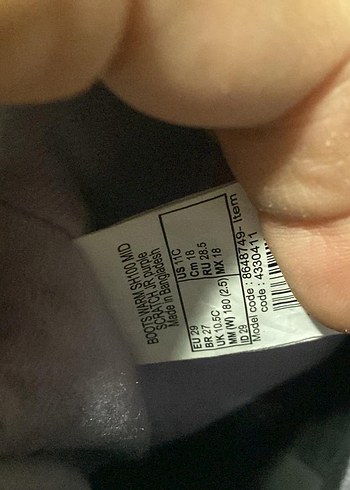 BOOTS WARM SH100 MID
SCRATCH JR purple
Made in Bangladesh
EU 29 US 11C
BR 27 Cm 18
UK 10.5C RU 28.5
MM (W) 180 (2.5) MX 18
ID 29
Model code : 8648749- Item
code : 4330411